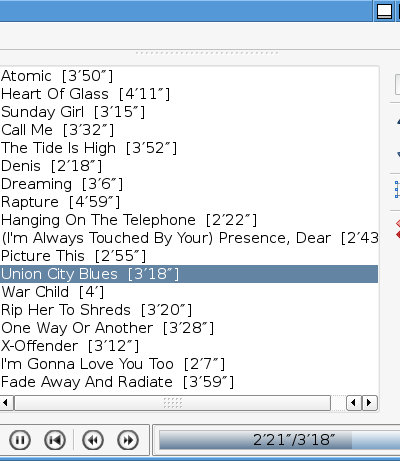 Atomic [3′50″]
Heart Of Glass [4′11″]
Sunday Girl [3′15″]
Call Me [3′32″]
The Tide Is High [3′52″]
Denis [2′18″]
Dreaming [3′6″]
Rapture [4′59″]
Hanging On The Telephone [2′22″]
(I'm Always Touched By Your) Presence, Dear [2′43
Picture This [2′55″]
Union City Blues [3′18″]
War Child [4′]
Rip Her To Shreds [3′20″]
One Way Or Another [3′28″]
X-Offender [3′12″]
I'm Gonna Love You Too [2′7″]
Fade Away And Radiate [3′59″]
2′21″/3′18″